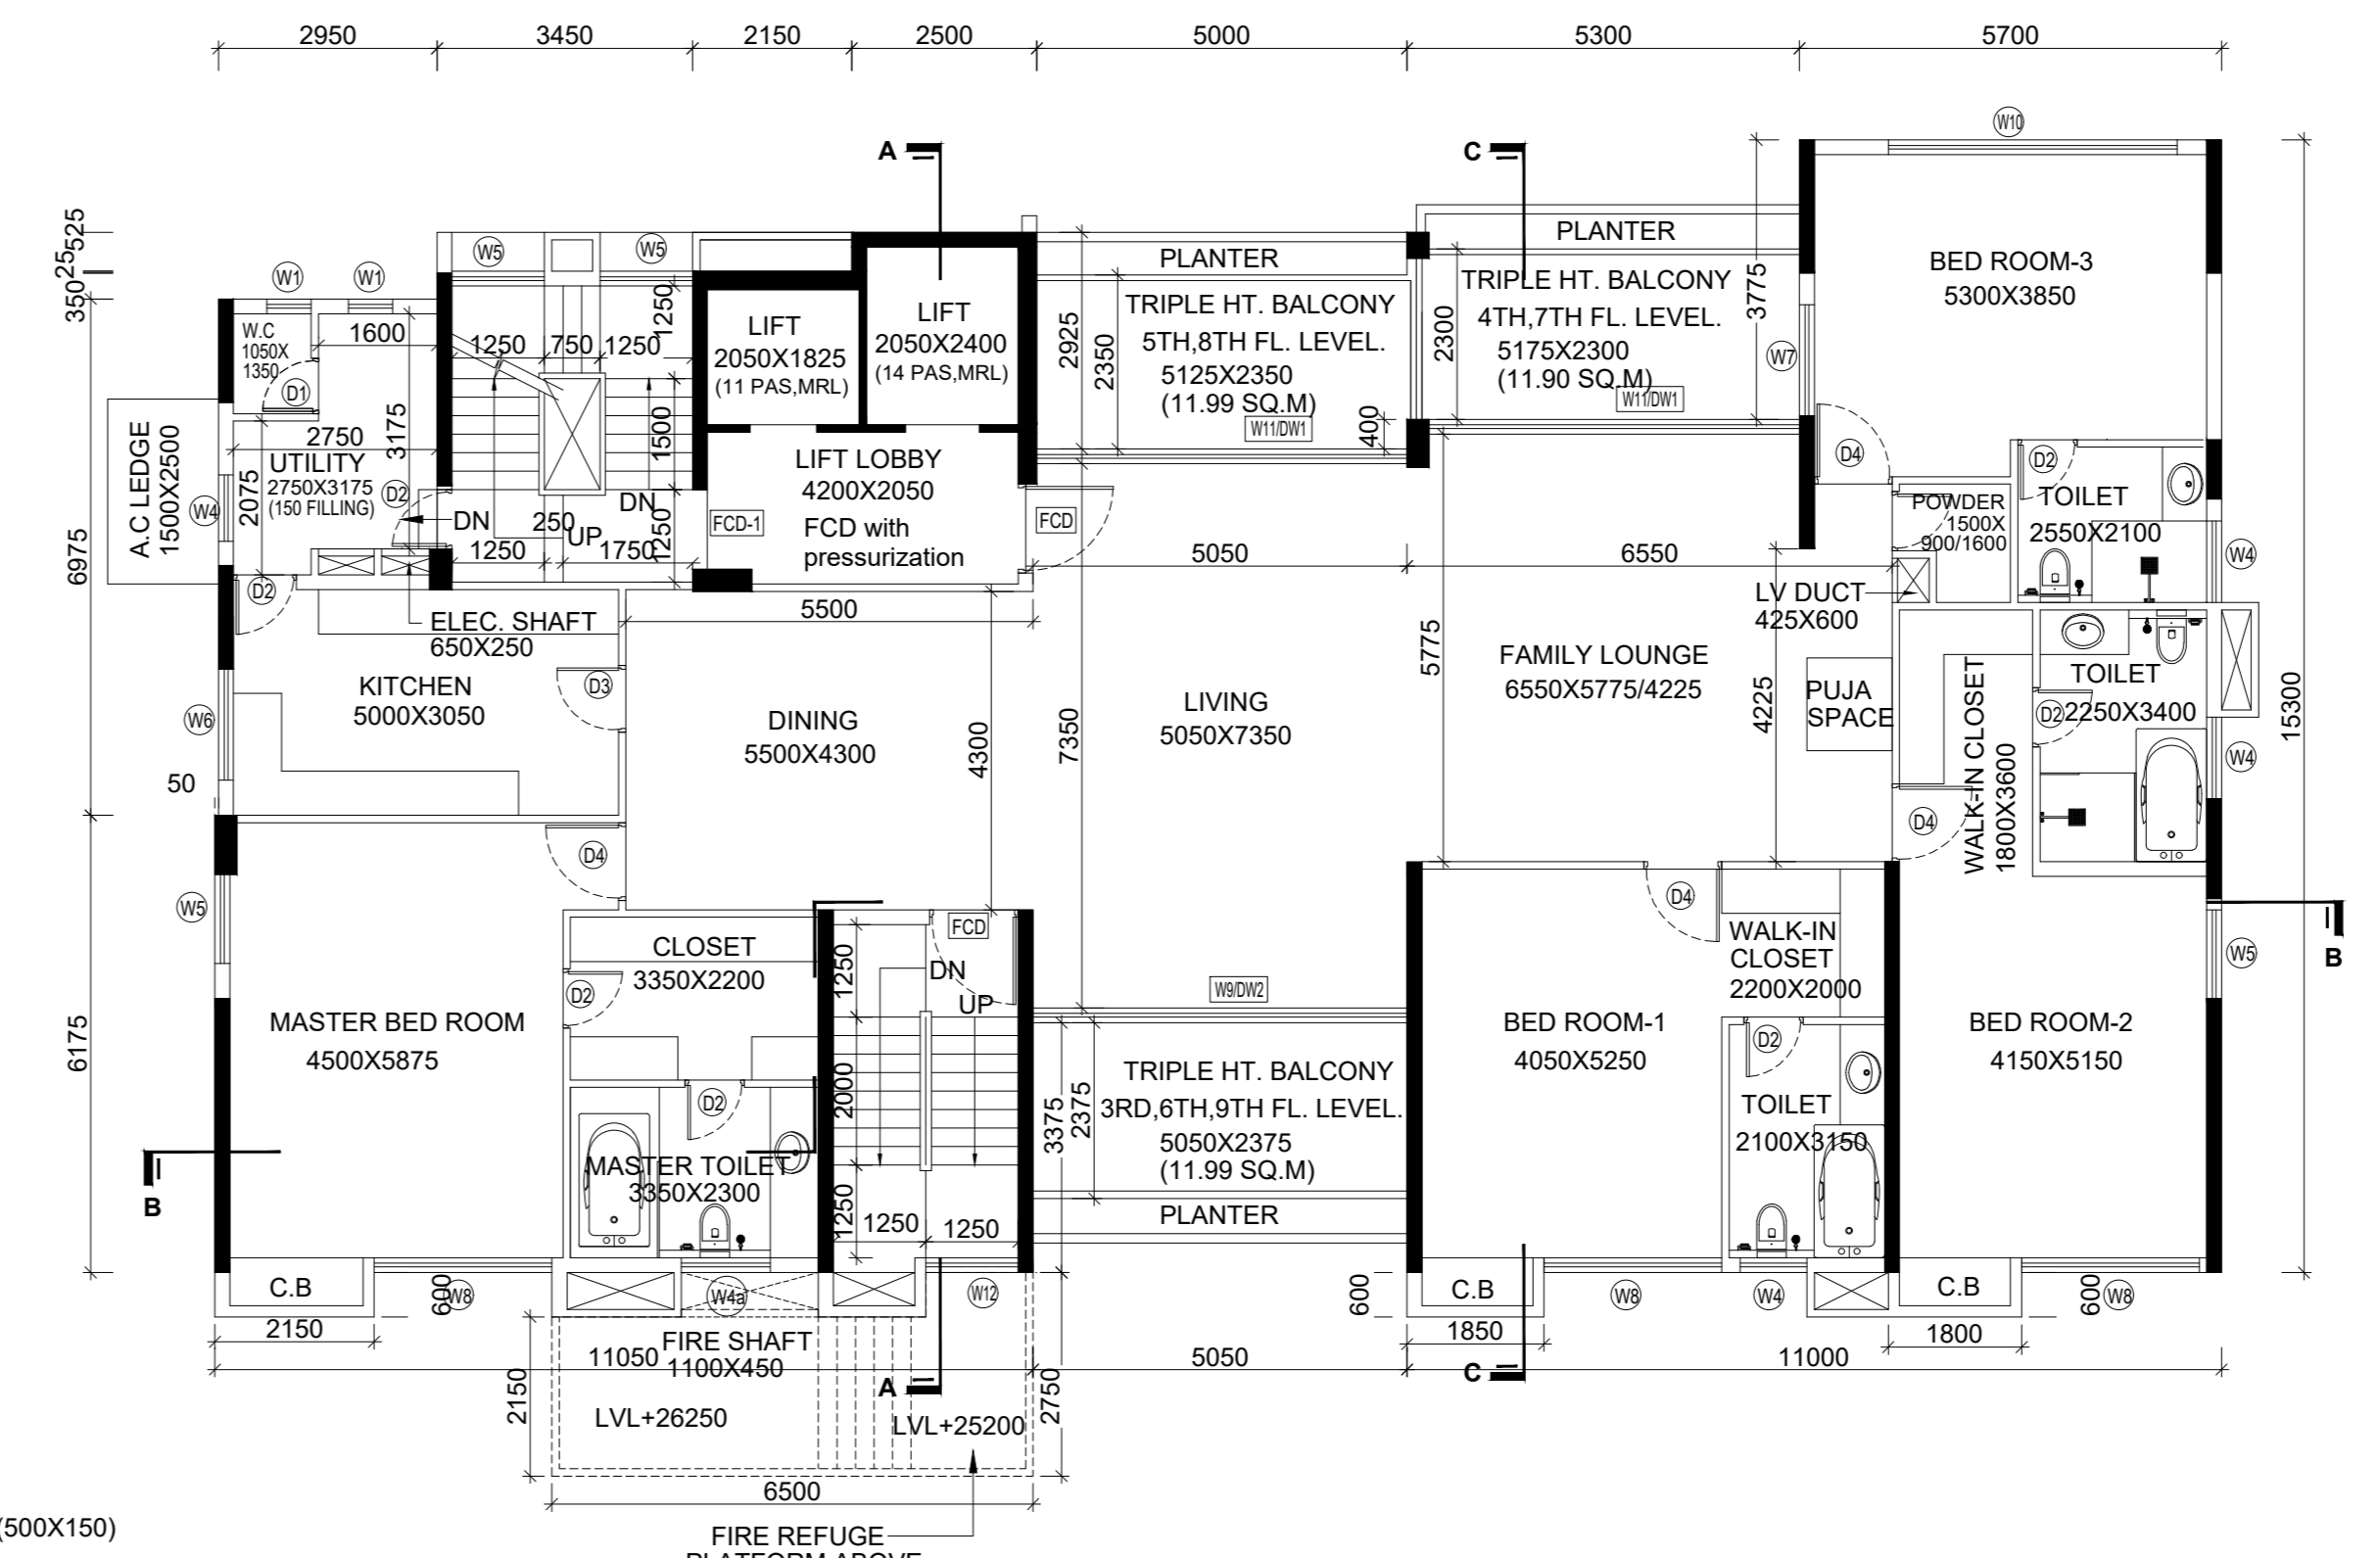 2950 3450 2150 2500 5000 5300 5700
W10
A C
525
25
350
W5 W5
PLANTER
PLANTER
BED ROOM-3
5300X3850
W1 W1
TRIPLE HT. BALCONY
4TH,7TH FL. LEVEL.
5175X2300
(11.90 SQ.M)
W11/DW1
TRIPLE HT. BALCONY
5TH,8TH FL. LEVEL.
5125X2350
(11.99 SQ.M)
W11/DW1
2925
2350
2300
400
3775
W7
W.C
1050X
1350
D1
1600
1250 750 1250
1250
1500
LIFT
2050X1825
(11 PAS,MRL)
LIFT
2050X2400
(14 PAS,MRL)
A.C LEDGE
1500X2500
W4
2750
3175
2075
UTILITY
2750X3175
(150 FILLING)
D2
DN
250
UP
DN
1250
1250 1750
FCD-1
LIFT LOBBY
4200X2050
FCD with
pressurization
FCD
D4
D2
TOILET
2550X2100
POWDER
1500X
900/1600
W4
6975
D2
5050
6550
LV DUCT
425X600
5500
ELEC. SHAFT
650X250
KITCHEN
5000X3050
D3
W6
50
DINING
5500X4300
4300
7350
LIVING
5050X7350
5775
FAMILY LOUNGE
6550X5775/4225
4225
PUJA
SPACE
WALK-IN CLOSET
1800X3600
TOILET
2250X3400
D2
W4
15300
D4
D4
W5
6175
D4
CLOSET
3350X2200
D2
FCD
DN
UP
1250
2000
1250
1250 1250
W9/DW2
WALK-IN
CLOSET
2200X2000
W5
B
MASTER BED ROOM
4500X5875
D2
MASTER TOILET
3350X2300
TRIPLE HT. BALCONY
3RD,6TH,9TH FL. LEVEL.
5050X2375
(11.99 SQ.M)
3375
2375
PLANTER
BED ROOM-1
4050X5250
D2
TOILET
2100X3150
BED ROOM-2
4150X5150
B
C.B
600
W8
W4a
W12
600
C.B
W8
W4
C.B
600
W8
2150
FIRE SHAFT
1100X450
1850
1800
11050
5050
11000
A
C
2150
LVL+26250
LVL+25200
2750
6500
FIRE REFUGE
PLATFORM ABOVE
(500X150)